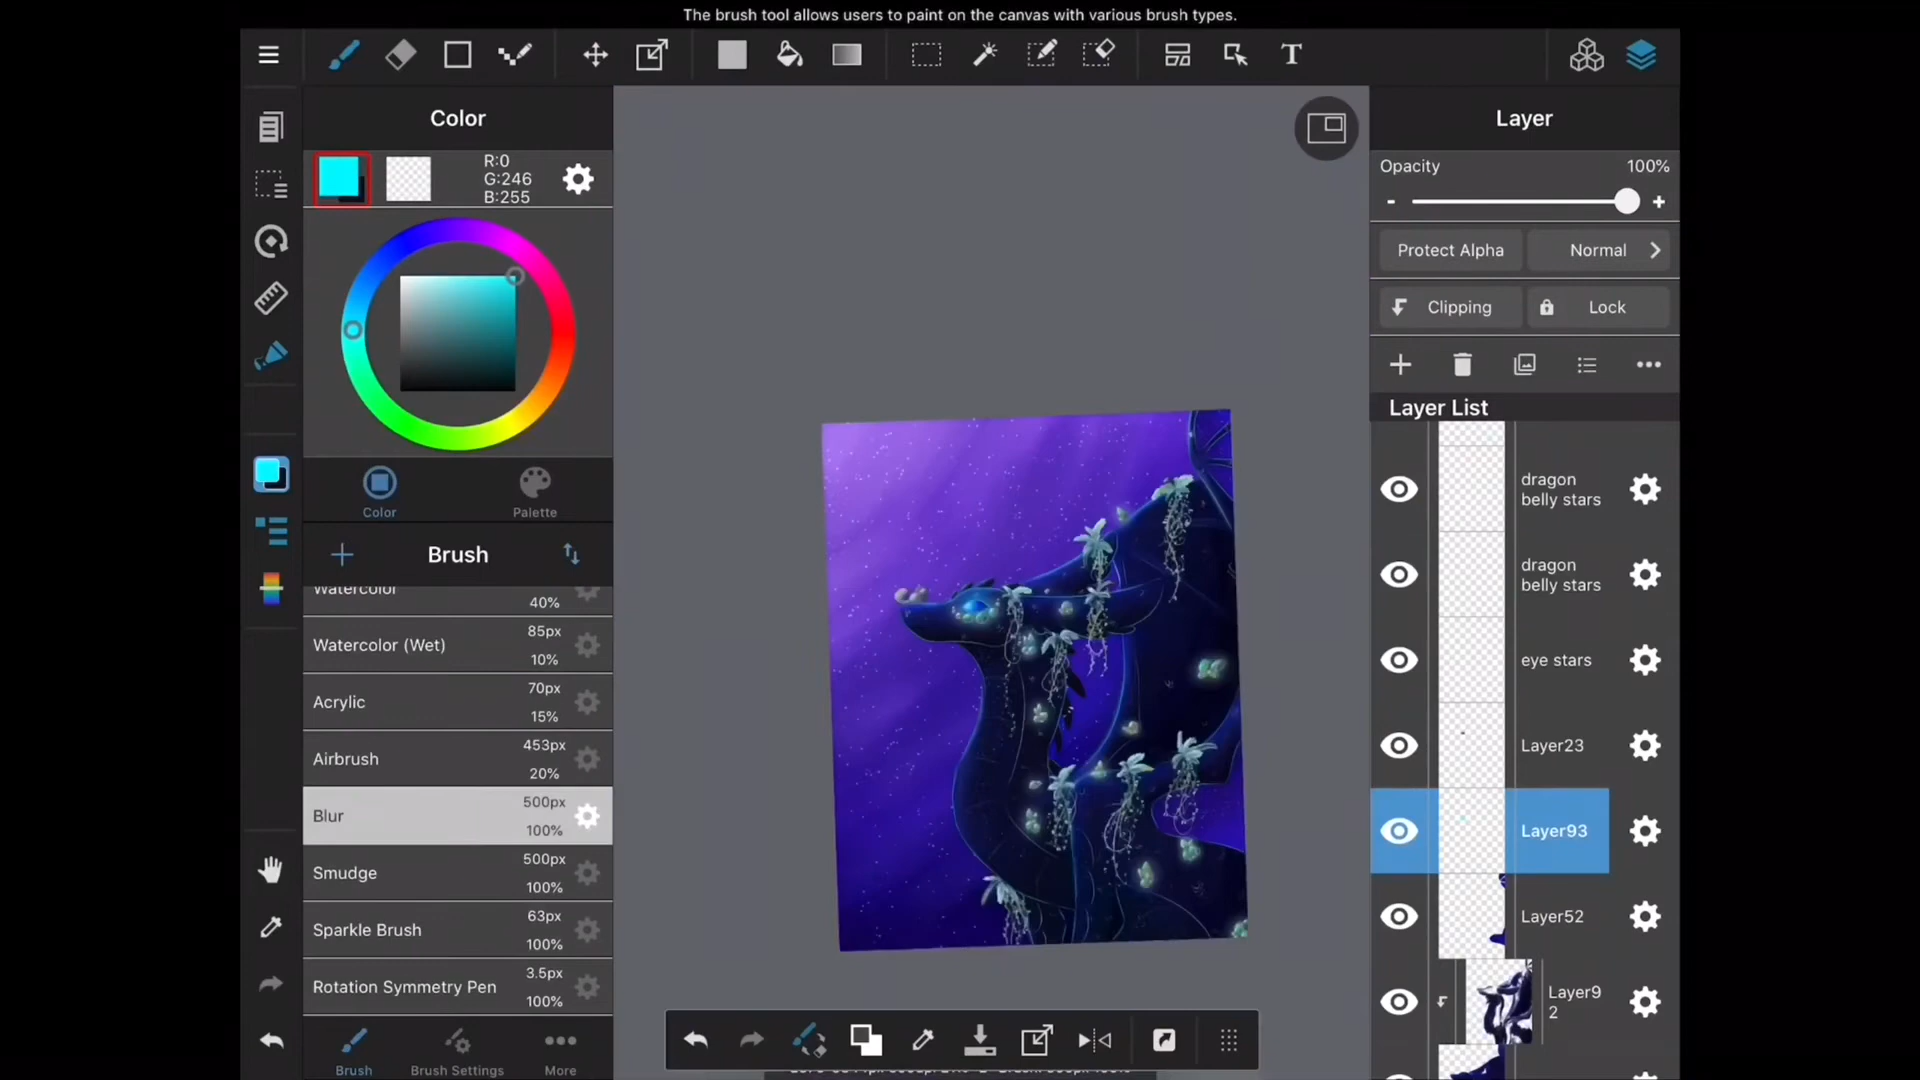 The brush tool allows users to paint on the canvas with various brush types.
T
Color
Layer
R:0
G:246
B:255
Opacity
100%
-
+
Protect Alpha
Normal
Clipping
Lock
Layer List
Color
Palette
Brush
Watercolor
40%
Watercolor (Wet)
85px
10%
Acrylic
70px
15%
Airbrush
453px
20%
Blur
500px
100%
Smudge
500px
100%
Sparkle Brush
63px
100%
Rotation Symmetry Pen
3.5px
100%
Brush
Brush Settings
More
dragon
belly stars
dragon
belly stars
eye stars
Layer23
Layer93
Layer52
Layer9
2